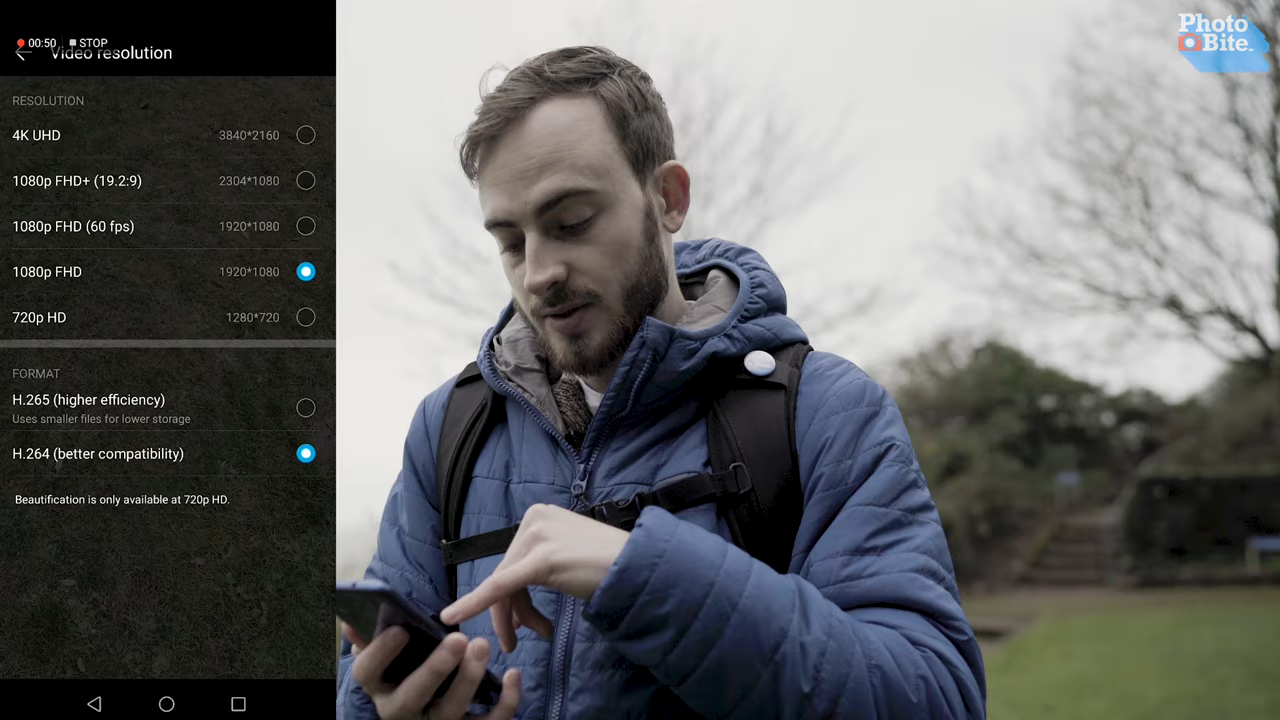 00:50 STOP
Video resolution
RESOLUTION
4K UHD 3840*2160
1080p FHD+ (19.2:9) 2304*1080
1080p FHD (60 fps) 1920*1080
1080p FHD 1920*1080
720p HD 1280*720
FORMAT
H.265 (higher efficiency)
Uses smaller files for lower storage
H.264 (better compatibility)
Beautification is only available at 720p HD.
Photo
Bite.